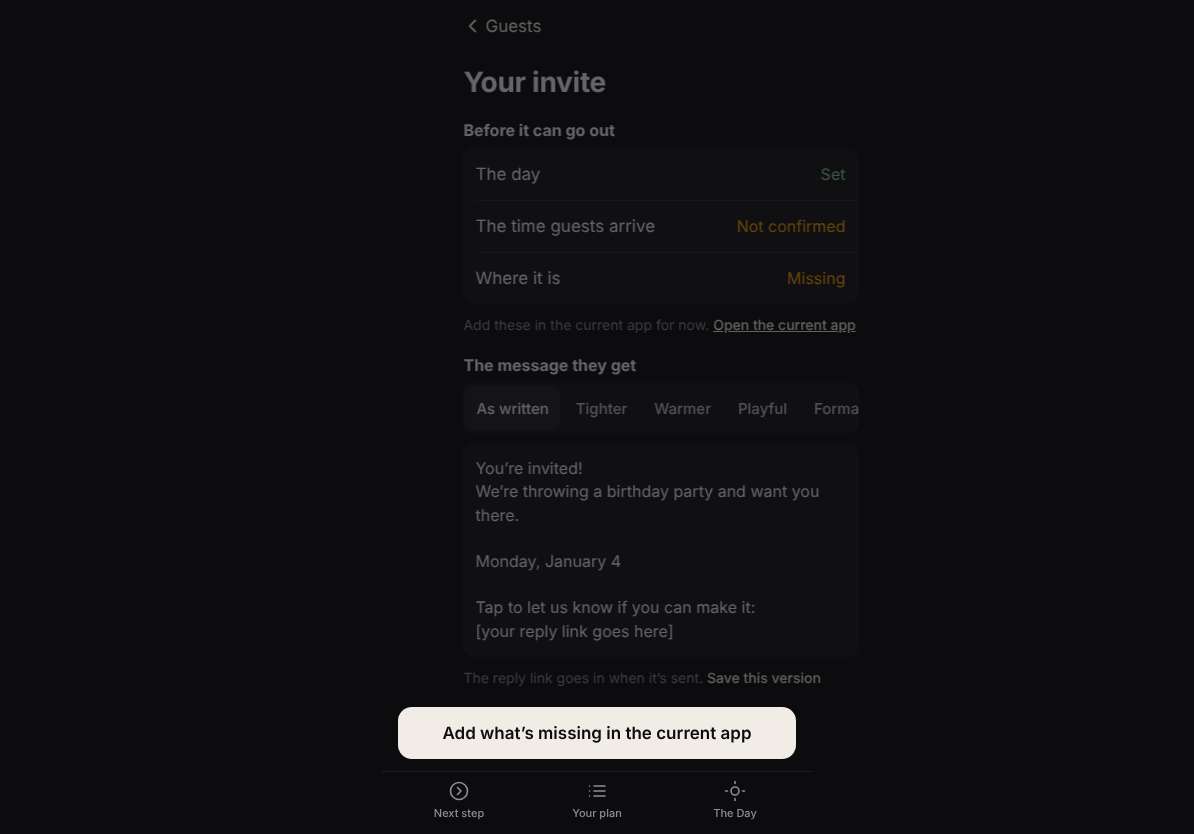 Guests
Your invite
Before it can go out
The day Set
The time guests arrive Not confirmed
Where it is Missing
Add these in the current app for now. Open the current app
The message they get
As written Tighter Warmer Playful Forma
You’re invited!
We’re throwing a birthday party and want you
there.
Monday, January 4
Tap to let us know if you can make it:
[your reply link goes here]
The reply link goes in when it’s sent. Save this version
Add what’s missing in the current app
Next step Your plan The Day